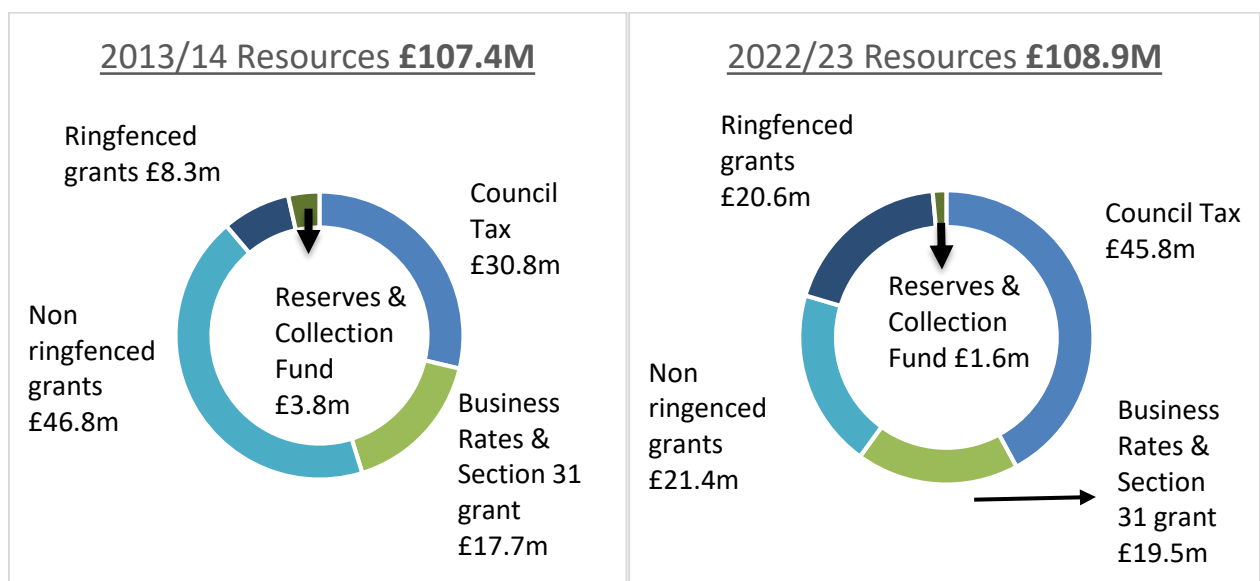 2013/14 Resources £107.4M
Ringfenced
grants £8.3m
Council
Tax
£30.8m
Reserves &
Collection
Fund
£3.8m
Non
ringfenced
grants
£46.8m
Business
Rates &
Section 31
grant
£17.7m
2022/23 Resources £108.9M
Ringfenced
grants
£20.6m
Council Tax
£45.8m
Reserves &
Collection
Fund £1.6m
Non
ringenced
grants
£21.4m
Business
Rates &
Section
31 grant
£19.5m